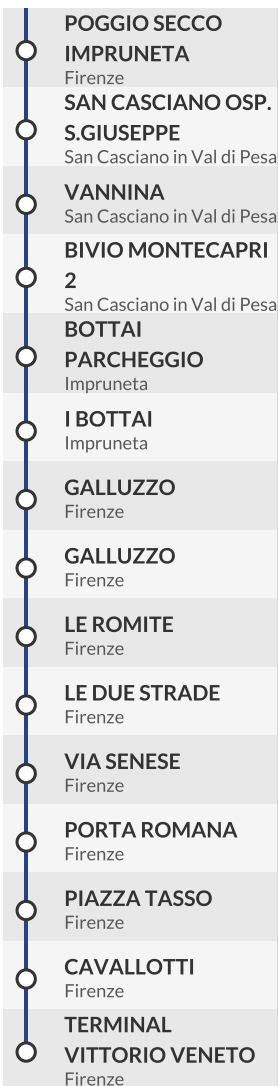 POGGIO SECCO
IMPRUNETA
Firenze
SAN CASCIANO OSP.
S.GIUSEPPE
San Casciano in Val di Pesa
VANNINA
San Casciano in Val di Pesa
BIVIO MONTECAPRI
2
San Casciano in Val di Pesa
BOTTAI
PARCHEGGIO
Impruneta
I BOTTAI
Impruneta
GALLUZZO
Firenze
GALLUZZO
Firenze
LE ROMITE
Firenze
LE DUE STRADE
Firenze
VIA SENESE
Firenze
PORTA ROMANA
Firenze
PIAZZA TASSO
Firenze
CAVALLOTTI
Firenze
TERMINAL
VITTORIO VENETO
Firenze